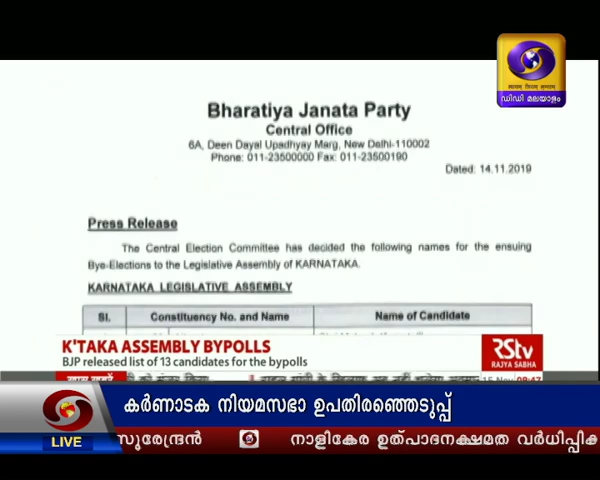 ഡിഡി മലയാളം
Bharatiya Janata Party
Central Office
6A, Deen Dayal Upadhyay Marg, New Delhi-110002
Phone: 011-23500000 Fax: 011-23500190
Dated: 14.11.2019
Press Release
The Central Election Committee has decided the following names for the ensuing
Bye-Elections to the Legislative Assembly of KARNATAKA.
KARNATAKA LEGISLATIVE ASSEMBLY
Sl. Constituency No. and Name Name of Candidate
K'TAKA ASSEMBLY BYPOLLS
BJP released list of 13 candidates for the bypolls
RStv
RAJYA SABHA
15 Nov 08:47
കർണാടക നിയമസഭാ ഉപതിരഞ്ഞെടുപ്പ്
LIVE
സുരേന്ദ്രൻ നാളികേര ഉത്പാദനക്ഷമത വർധിപ്പിക